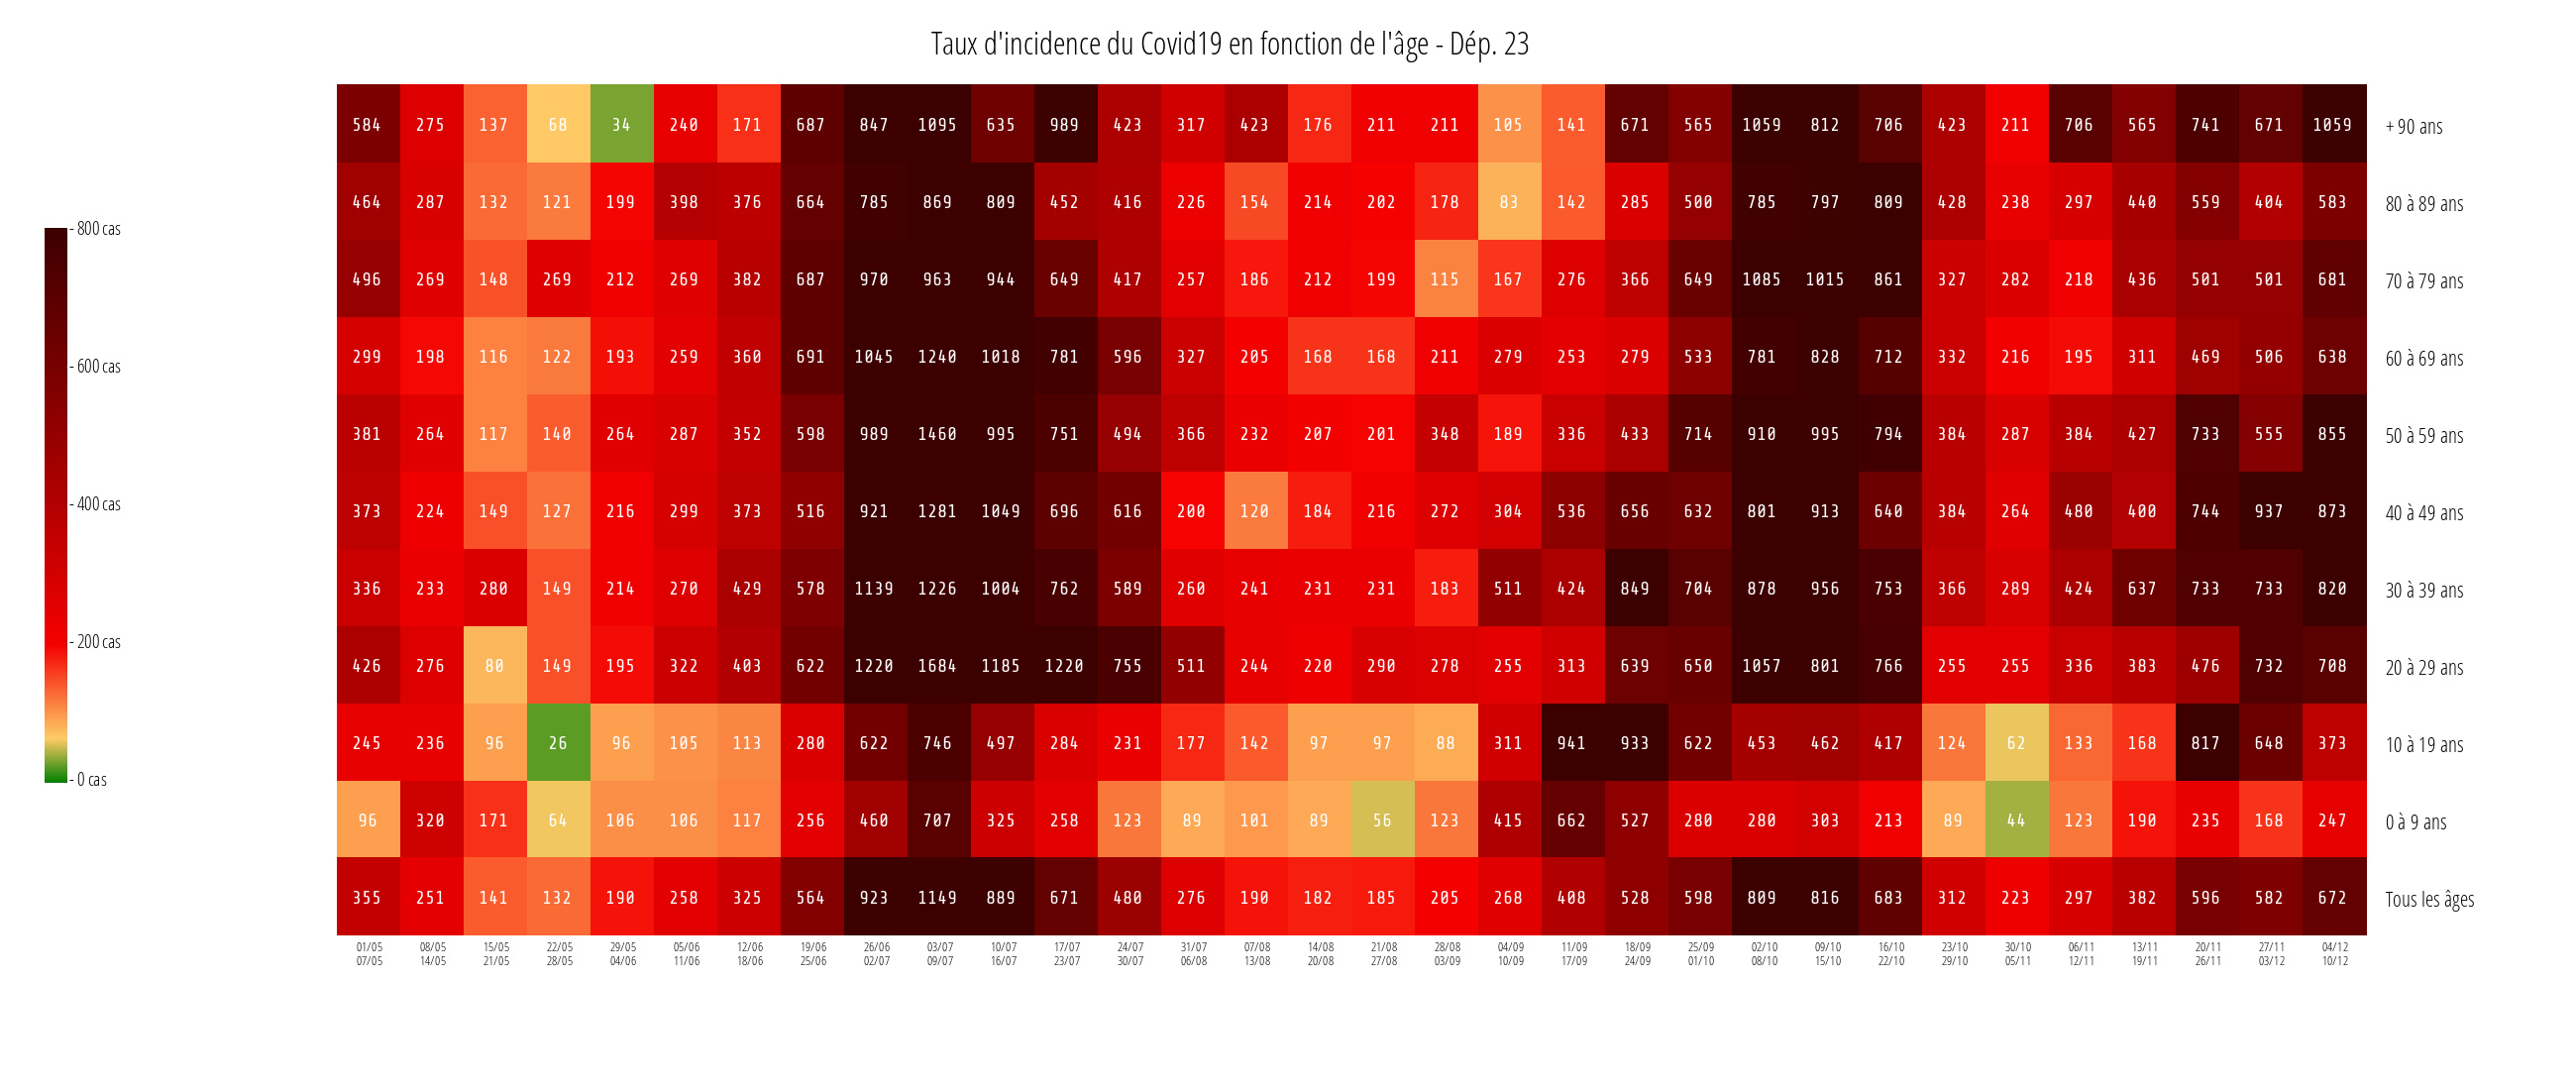 Taux d'incidence du Covid19 en fonction de l'âge - Dép. 23
584 275 137 68 34 240 171 687 847 1095 635 989 423 317 423 176 211 211 105 141 671 565 1059 812 706 423 211 706 565 741 671 1059 + 90 ans
464 287 132 121 199 398 376 664 785 869 809 452 416 226 154 214 202 178 83 142 285 500 785 797 809 428 238 297 440 559 404 583 80 à 89 ans
- 800 cas
496 269 148 269 212 269 382 687 970 963 944 649 417 257 186 212 199 115 167 276 366 649 1085 1015 861 327 282 218 436 501 501 681 70 à 79 ans
299 198 116 122 193 259 360 691 1045 1240 1018 781 596 327 205 168 168 211 279 253 279 533 781 828 712 332 216 195 311 469 506 638 60 à 69 ans
- 600 cas
381 264 117 140 264 287 352 598 989 1460 995 751 494 366 232 207 201 348 189 336 433 714 910 995 794 384 287 384 427 733 555 855 50 à 59 ans
- 400 cas
373 224 149 127 216 299 373 516 921 1281 1049 696 616 200 120 184 216 272 304 536 656 632 801 913 640 384 264 480 400 744 937 873 40 à 49 ans
336 233 280 149 214 270 429 578 1139 1226 1004 762 589 260 241 231 231 183 511 424 849 704 878 956 753 366 289 424 637 733 733 820 30 à 39 ans
- 200 cas
426 276 80 149 195 322 403 622 1220 1684 1185 1220 755 511 244 220 290 278 255 313 639 650 1057 801 766 255 255 336 383 476 732 708 20 à 29 ans
245 236 96 26 96 105 113 280 622 746 497 284 231 177 142 97 97 88 311 941 933 622 453 462 417 124 62 133 168 817 648 373 10 à 19 ans
- 0 cas
96 320 171 64 106 106 117 256 460 707 325 258 123 89 101 89 56 123 415 662 527 280 280 303 213 89 44 123 190 235 168 247 0 à 9 ans
355 251 141 132 190 258 325 564 923 1149 889 671 480 276 190 182 185 205 268 408 528 598 809 816 683 312 223 297 382 596 582 672 Tous les âges
01/05 08/05 15/05 22/05 29/05 05/06 12/06 19/06 26/06 03/07 10/07 17/07 24/07 31/07 07/08 14/08 21/08 28/08 04/09 11/09 18/09 25/09 02/10 09/10 16/10 23/10 30/10 06/11 13/11 20/11 27/11 04/12
07/05 14/05 21/05 28/05 04/06 11/06 18/06 25/06 02/07 09/07 16/07 23/07 30/07 06/08 13/08 20/08 27/08 03/09 10/09 17/09 24/09 01/10 08/10 15/10 22/10 29/10 05/11 12/11 19/11 26/11 03/12 10/12